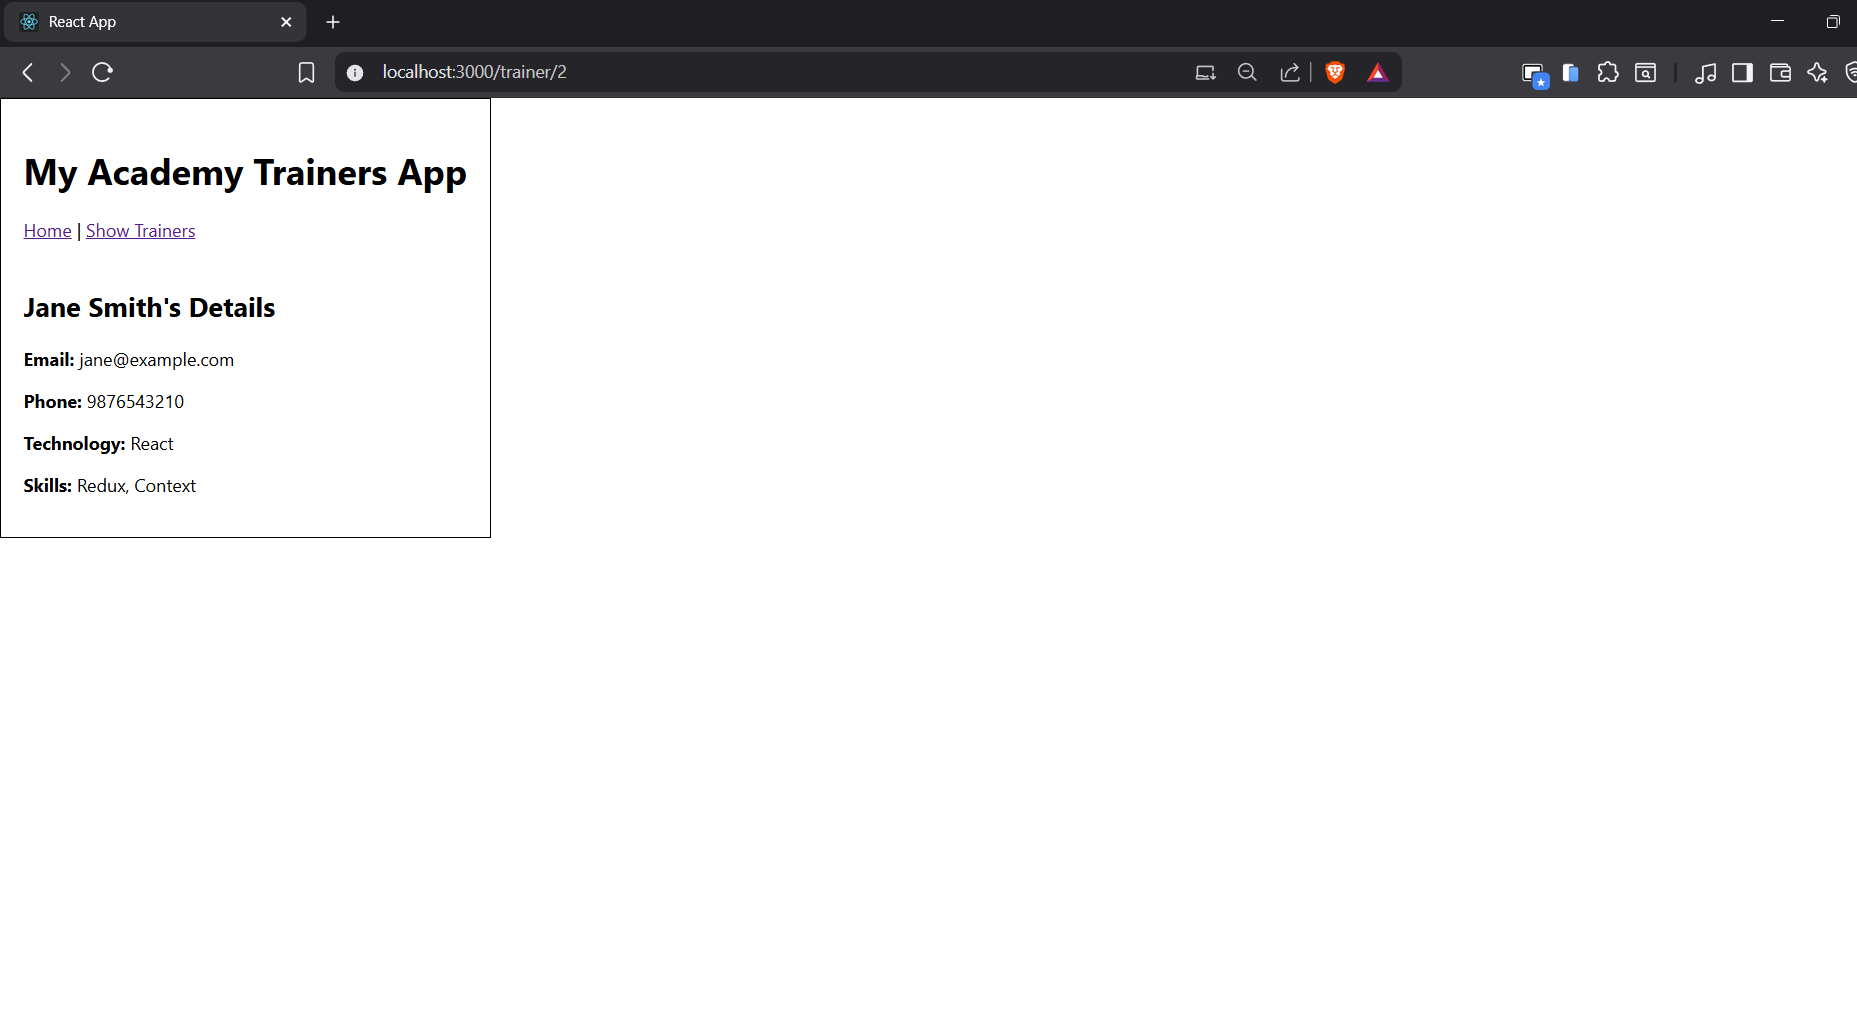 React App
localhost:3000/trainer/2
My Academy Trainers App
Home | Show Trainers
Jane Smith's Details
Email: jane@example.com
Phone: 9876543210
Technology: React
Skills: Redux, Context